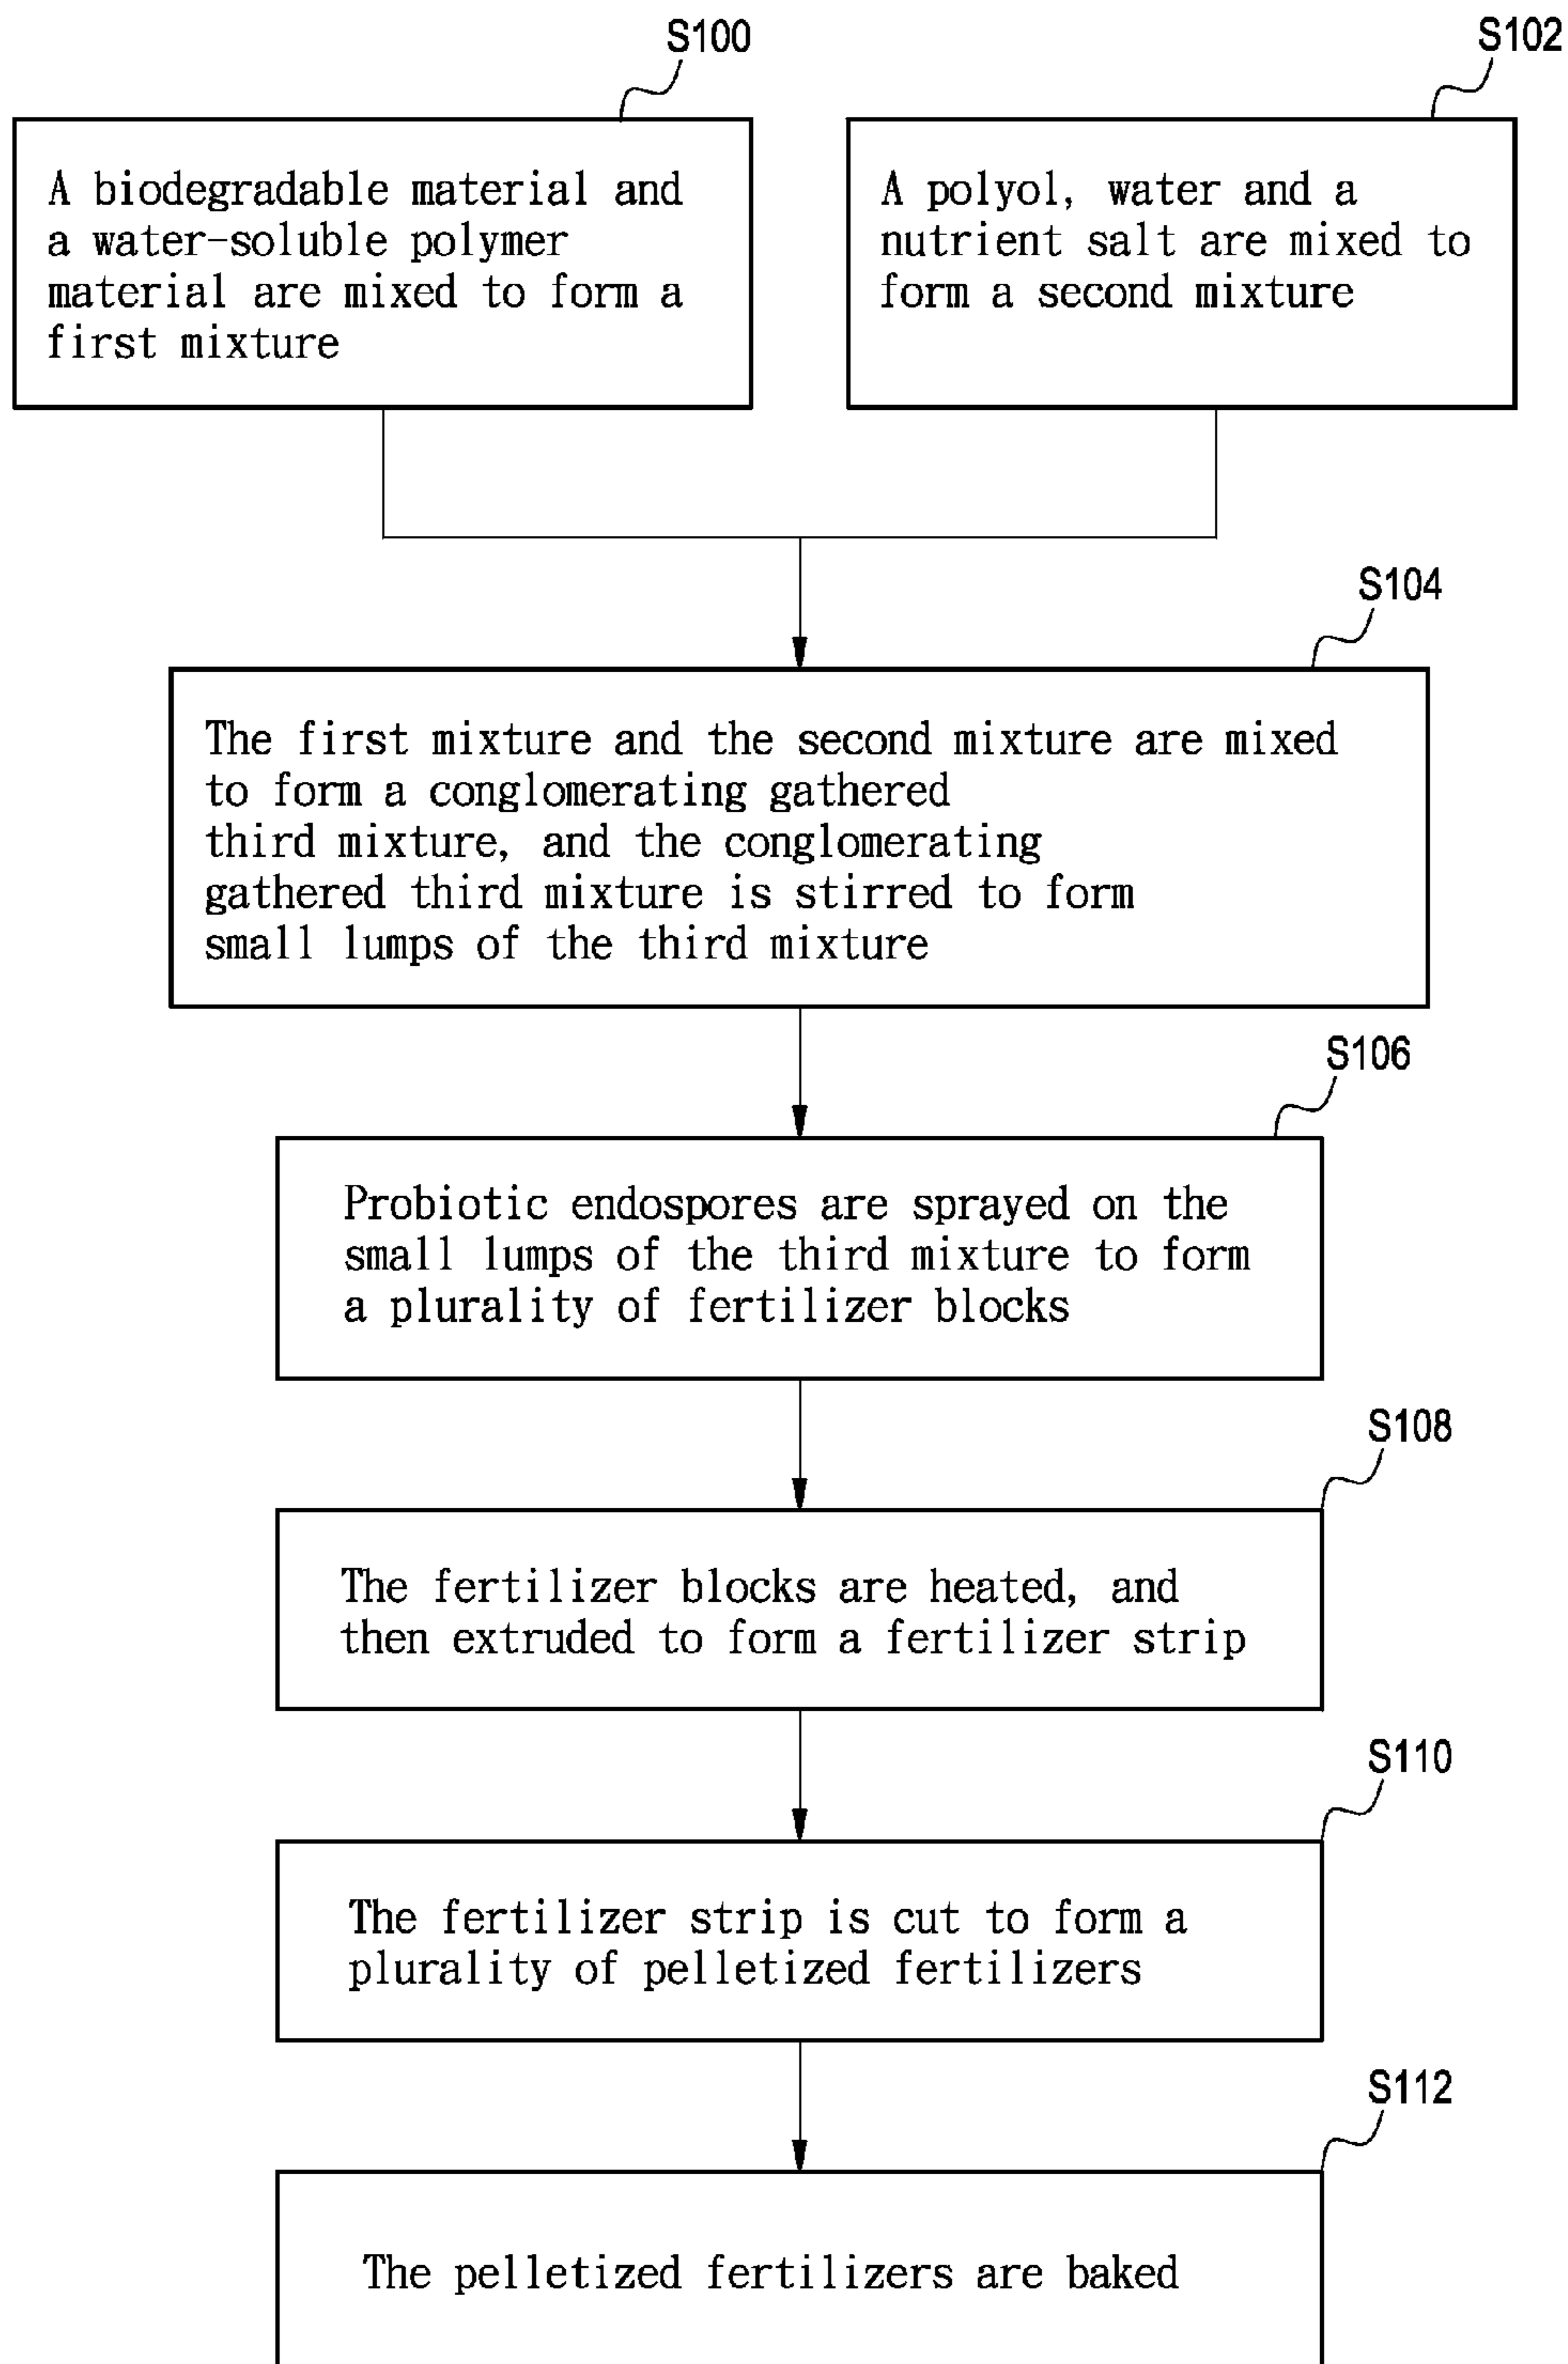 S100
A biodegradable material and
a water-soluble polymer
material are mixed to form a
first mixture
S102
A polyol, water and a
nutrient salt are mixed to
form a second mixture
S104
The first mixture and the second mixture are mixed
to form a conglomerating gathered
third mixture, and the conglomerating
gathered third mixture is stirred to form
small lumps of the third mixture
S106
Probiotic endospores are sprayed on the
small lumps of the third mixture to form
a plurality of fertilizer blocks
S108
The fertilizer blocks are heated, and
then extruded to form a fertilizer strip
S110
The fertilizer strip is cut to form a
plurality of pelletized fertilizers
S112
The pelletized fertilizers are baked